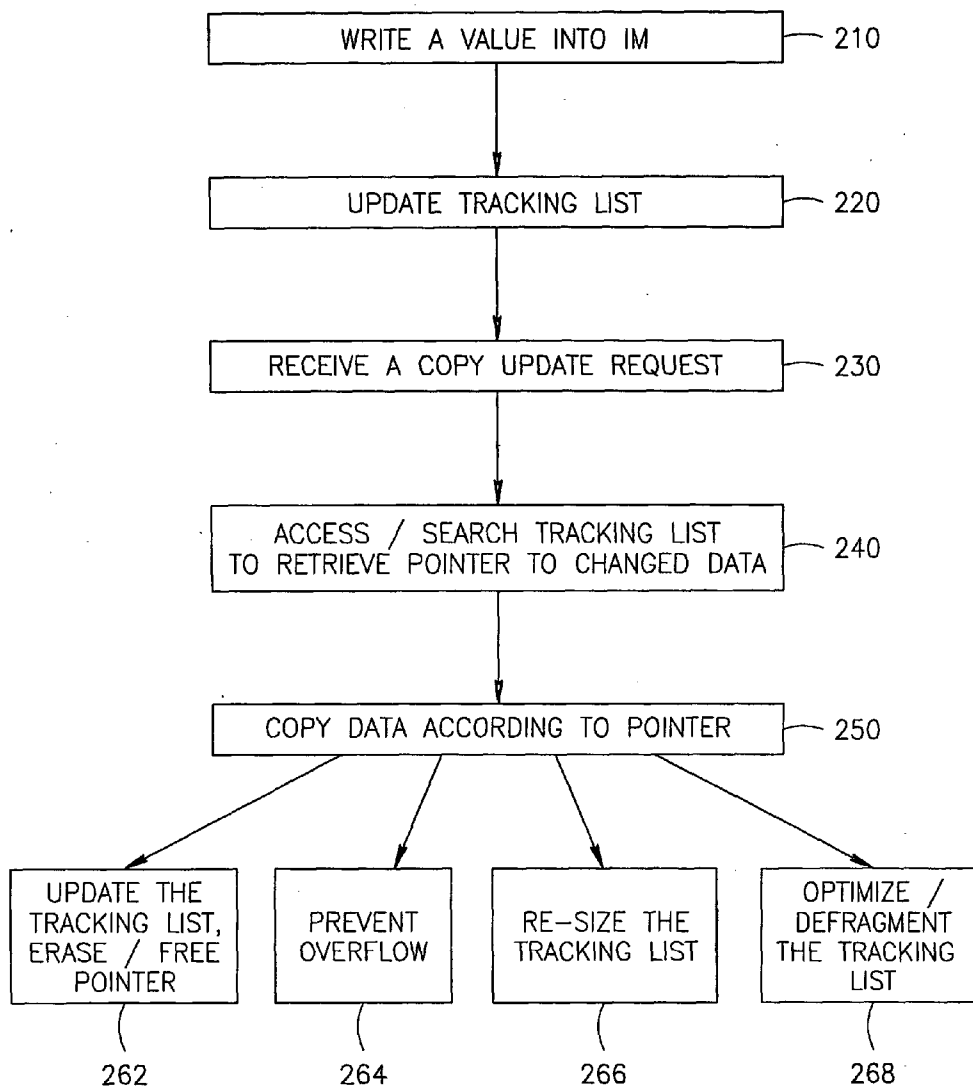 WRITE A VALUE INTO IM
210
UPDATE TRACKING LIST
220
RECEIVE A COPY UPDATE REQUEST
230
ACCESS / SEARCH TRACKING LIST
TO RETRIEVE POINTER TO CHANGED DATA
240
COPY DATA ACCORDING TO POINTER
250
UPDATE THE
TRACKING LIST,
ERASE / FREE
POINTER
PREVENT
OVERFLOW
RE-SIZE THE
TRACKING LIST
OPTIMIZE /
DEFRAGMENT
THE TRACKING
LIST
262
264
266
268